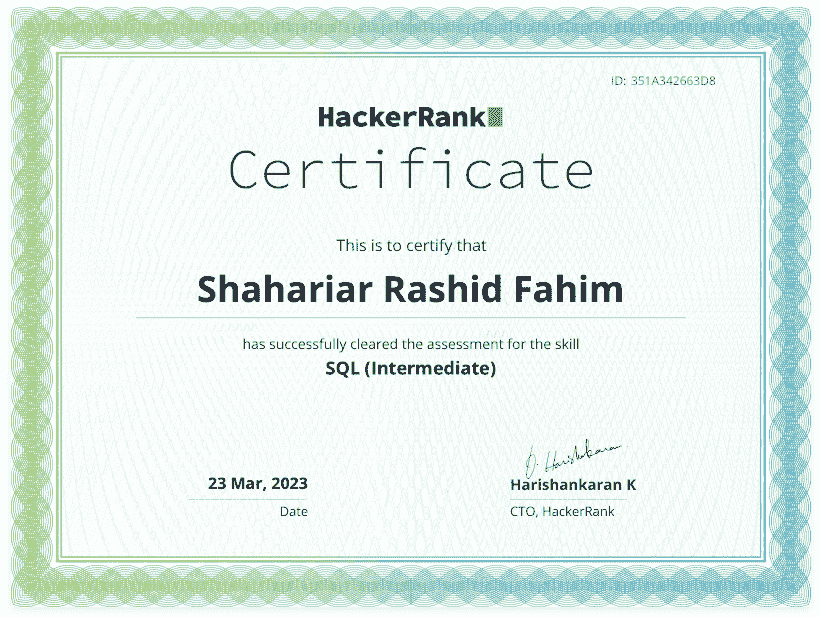 ID: 351A342663D8
HackerRank
Certificate
This is to certify that
Shahariar Rashid Fahim
has successfully cleared the assessment for the skill
SQL (Intermediate)
O. Harishankaran
23 Mar, 2023
Harishankaran K
Date
CTO, HackerRank